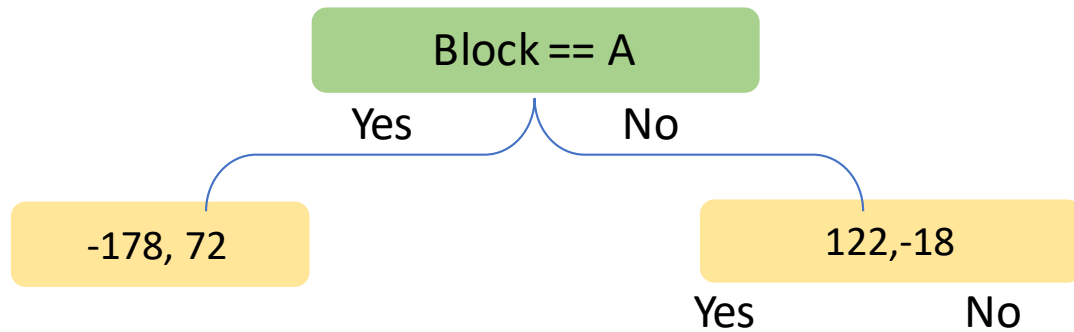 Block == A
Yes No
-178, 72
122,-18
Yes No